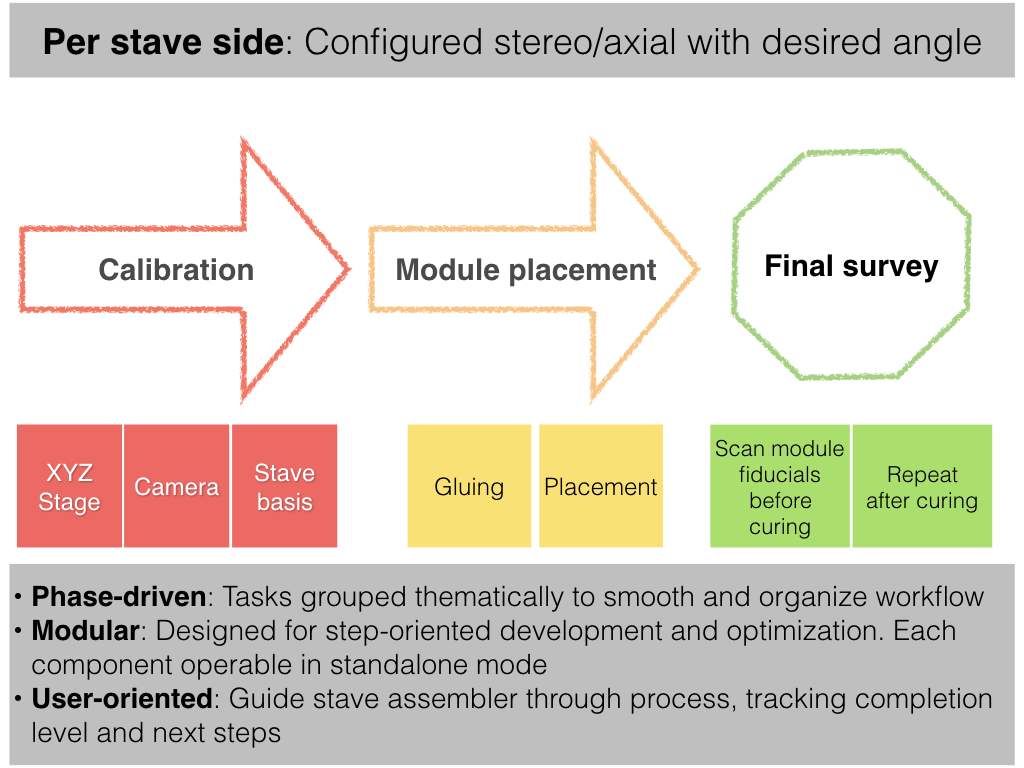 Per stave side: Configured stereo/axial with desired angle
Calibration
Module placement
Final survey
XYZ
Stage
Camera
Stave
basis
Gluing
Placement
Scan module
fiducials
before
curing
Repeat
after curing
• Phase-driven: Tasks grouped thematically to smooth and organize workflow
• Modular: Designed for step-oriented development and optimization. Each
component operable in standalone mode
• User-oriented: Guide stave assembler through process, tracking completion
level and next steps